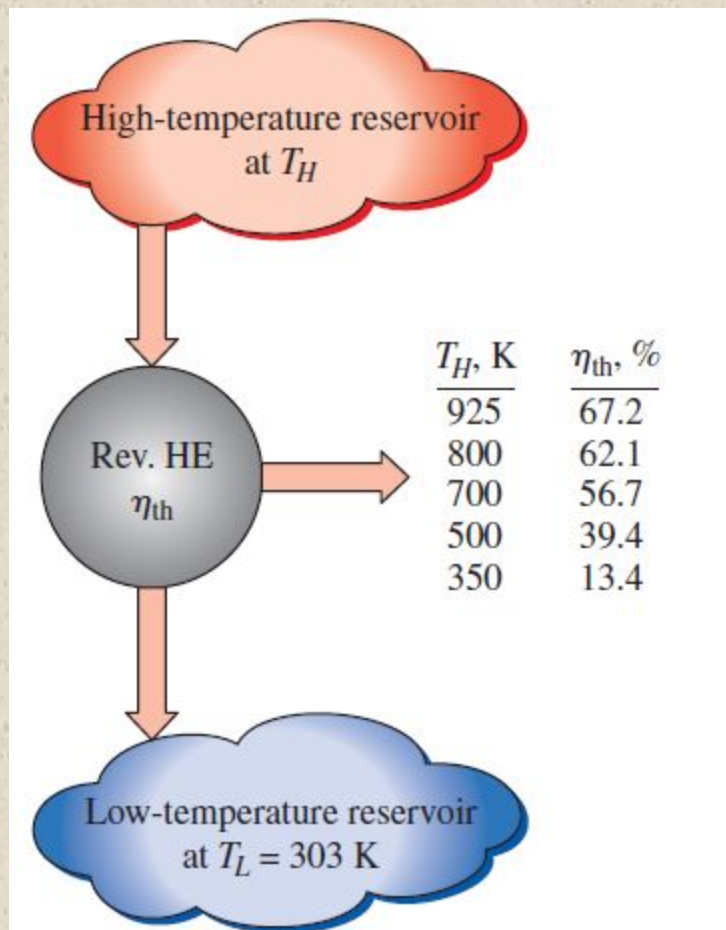 High-temperature reservoir
at T_H
T_H, K η_th, %
925 67.2
800 62.1
700 56.7
500 39.4
350 13.4
Rev. HE
η_th
Low-temperature reservoir
at T_L = 303 K